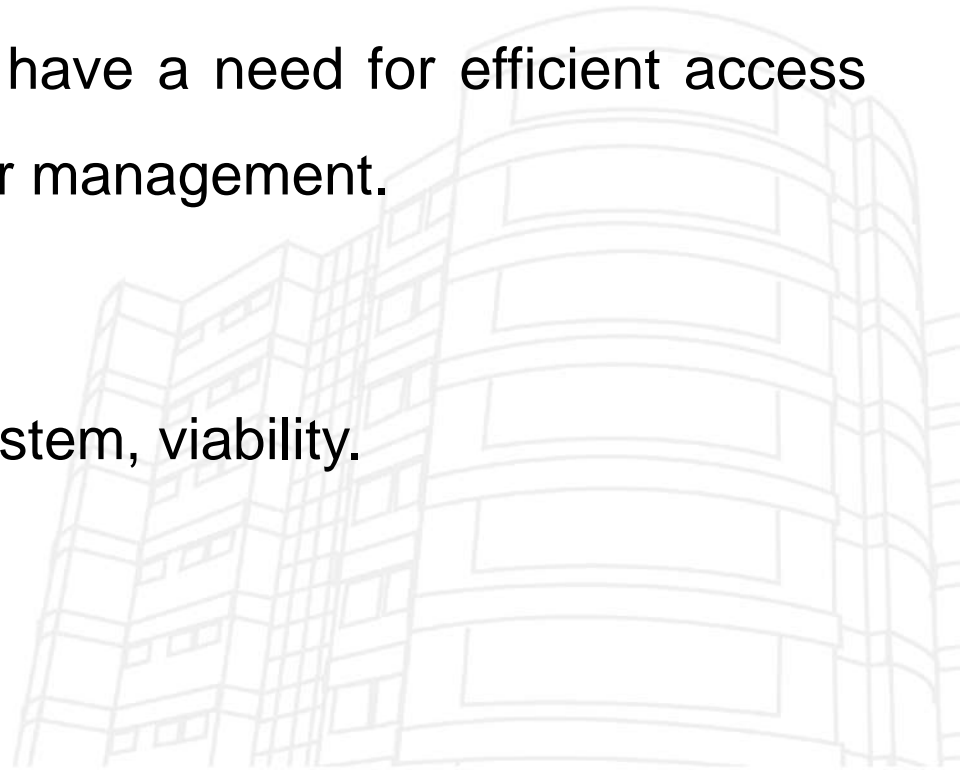 have a need for efficient access
r management.
stem, viability.